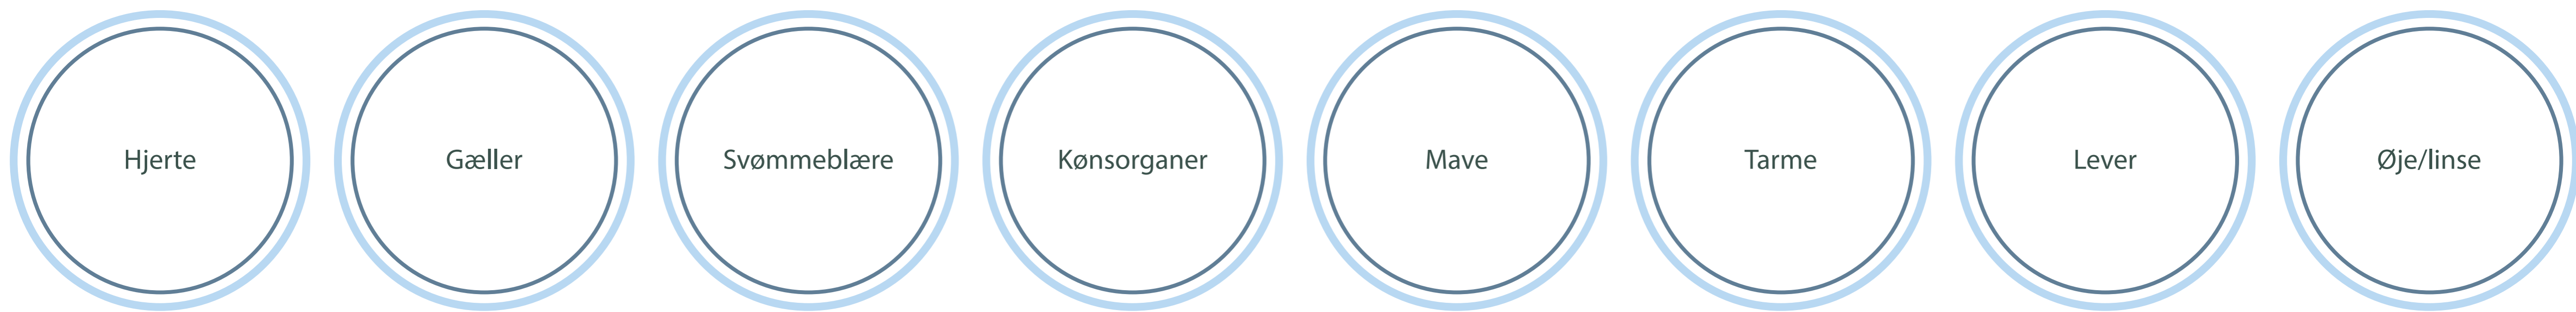 Hjerte
Gæller
Svømmeblære
Kønsorganer
Mave
Tarme
Lever
Øje/linse